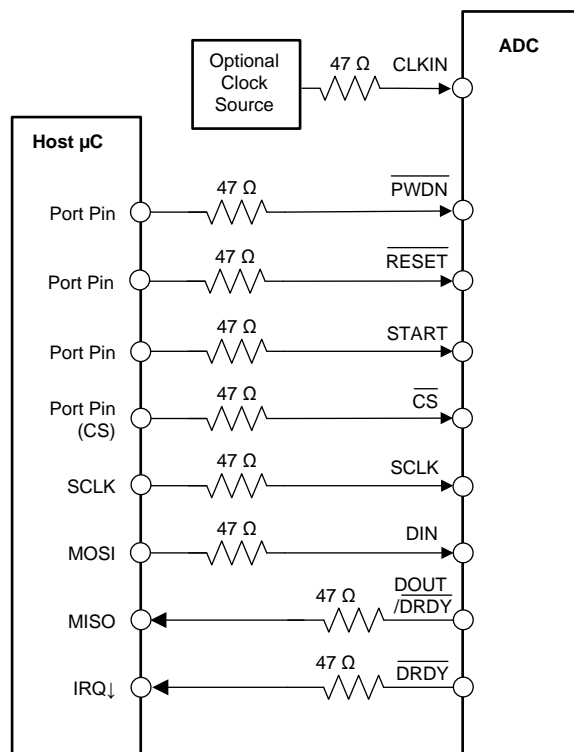 ADC
Optional
Clock
Source
47 Ω
CLKIN
Host µC
Port Pin
47 Ω
PWDN
Port Pin
47 Ω
RESET
Port Pin
47 Ω
START
Port Pin
(CS)
47 Ω
CS
SCLK
47 Ω
SCLK
MOSI
47 Ω
DIN
MISO
47 Ω
DOUT
/DRDY
IRQ↓
47 Ω
DRDY